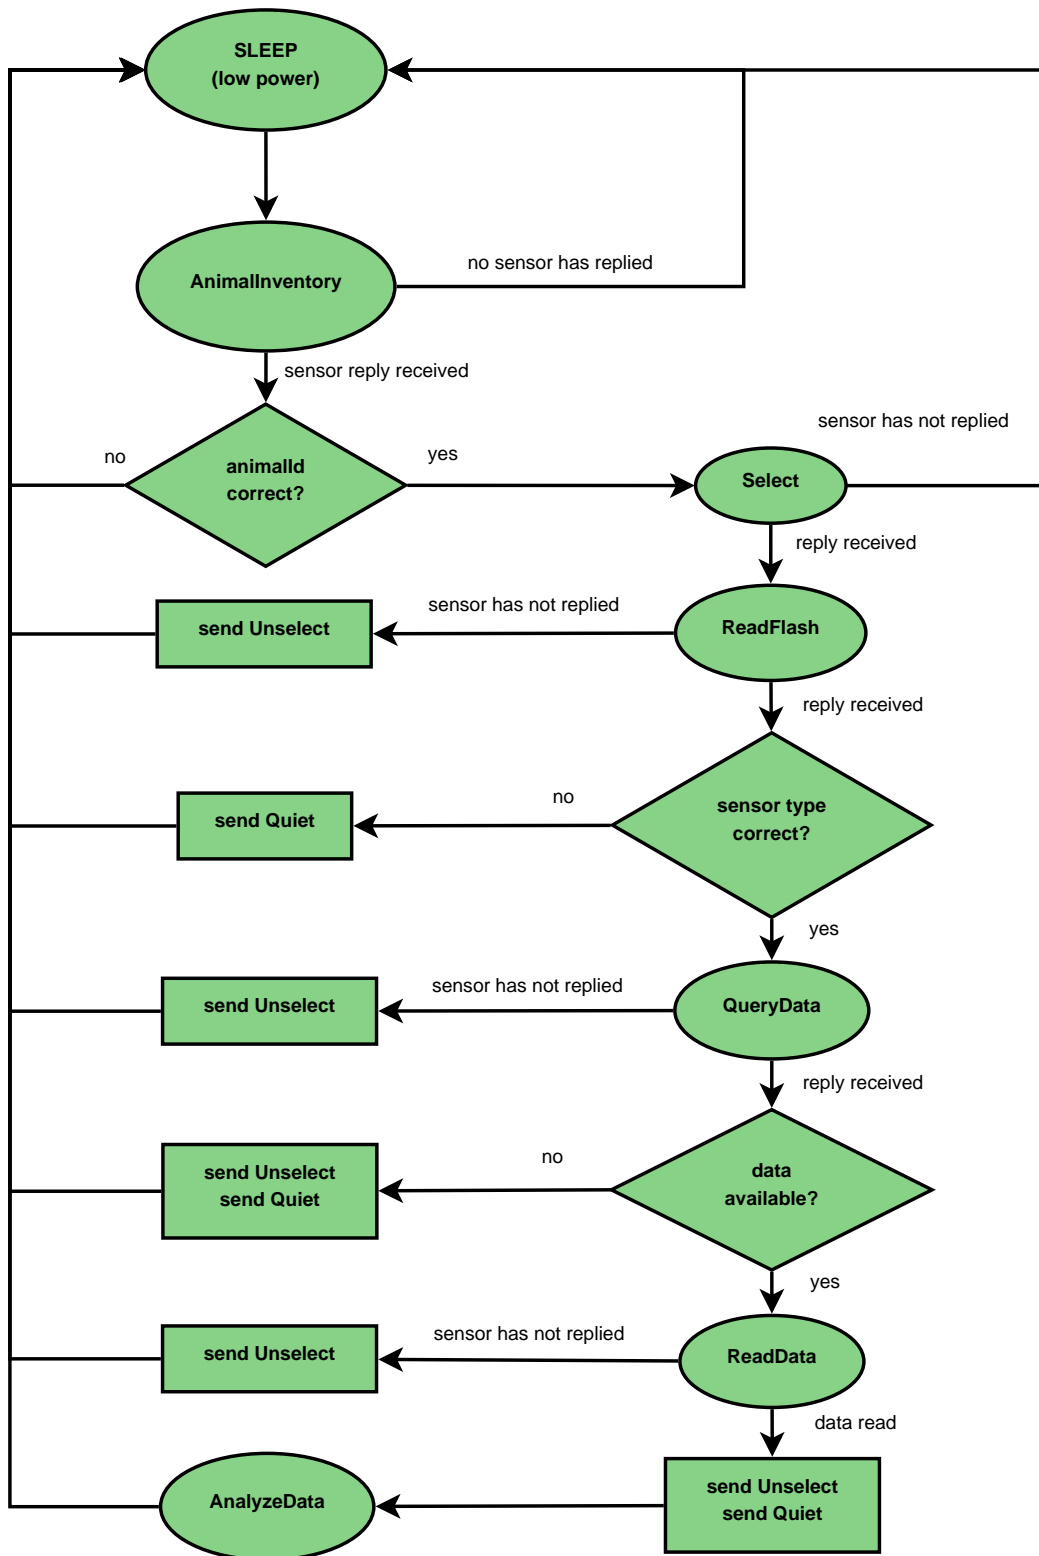 SLEEP
(low power)
AnimalInventory
no sensor has replied
sensor reply received
sensor has not replied
no
animalId
correct?
yes
Select
reply received
send Unselect
sensor has not replied
ReadFlash
reply received
send Quiet
no
sensor type
correct?
yes
send Unselect
sensor has not replied
QueryData
reply received
send Unselect
send Quiet
no
data
available?
yes
send Unselect
sensor has not replied
ReadData
data read
AnalyzeData
send Unselect
send Quiet